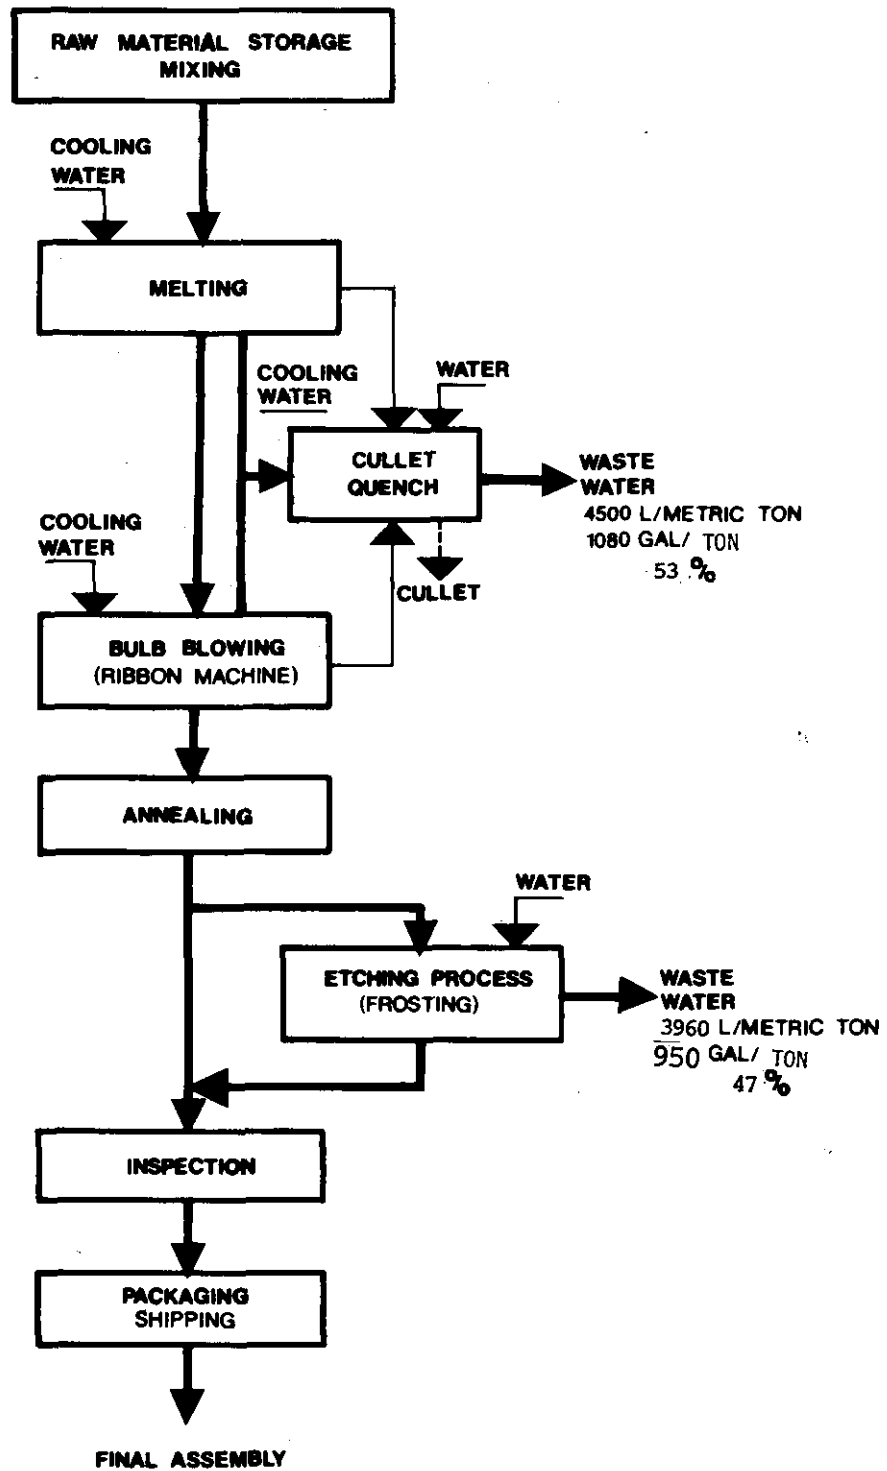 RAW MATERIAL STORAGE
MIXING
COOLING
WATER
MELTING
COOLING
WATER
WATER
CULLET
QUENCH
WASTE
WATER
4500 L/METRIC TON
1080 GAL/ TON
53 %
COOLING
WATER
CULLET
BULB BLOWING
(RIBBON MACHINE)
ANNEALING
WATER
ETCHING PROCESS
(FROSTING)
WASTE
WATER
3960 L/METRIC TON
950 GAL/ TON
47 %
INSPECTION
PACKAGING
SHIPPING
FINAL ASSEMBLY